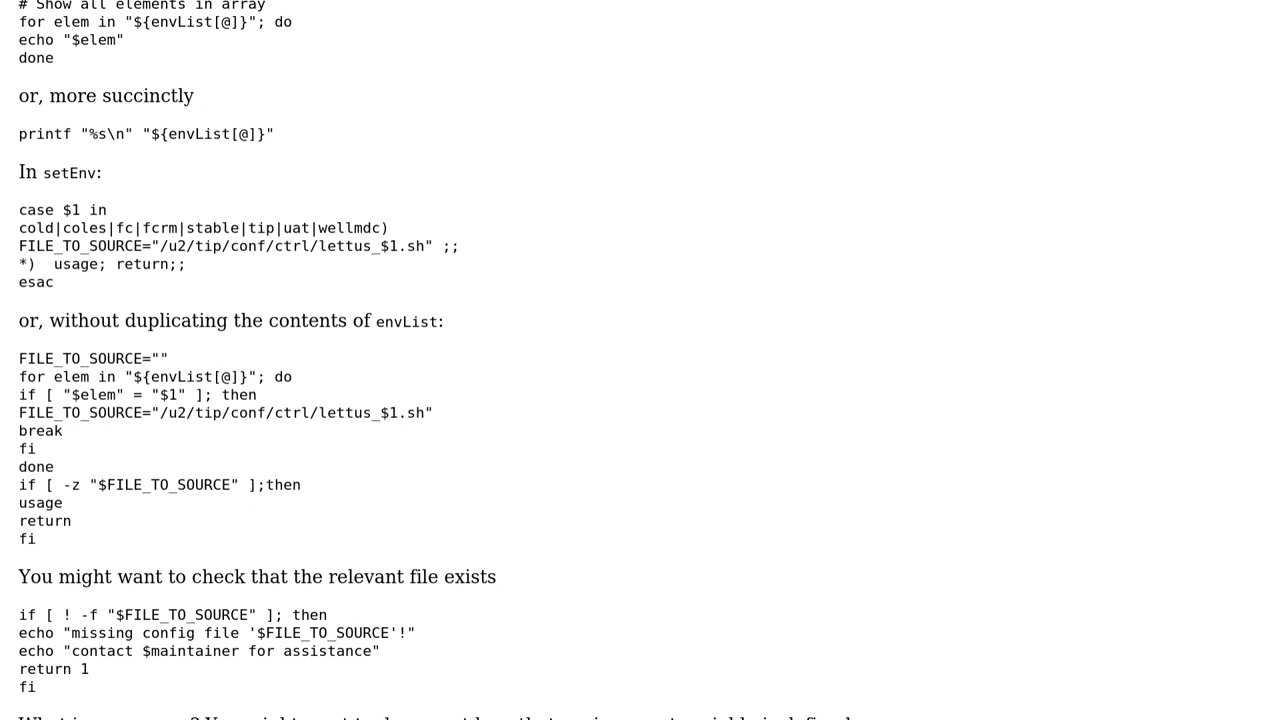 # Show all elements in array
for elem in "${envList[@]}"; do
echo "$elem"
done
or, more succinctly
printf "%s\n" "${envList[@]}"
In setEnv:
case $1 in
cold|coles|fc|fcrm|stable|tip|uat|wellmdc)
FILE_TO_SOURCE="/u2/tip/conf/ctrl/lettus_$1.sh" ;;
*)  usage; return;;
esac
or, without duplicating the contents of envList:
FILE_TO_SOURCE=""
for elem in "${envList[@]}"; do
if [ "$elem" = "$1" ]; then
FILE_TO_SOURCE="/u2/tip/conf/ctrl/lettus_$1.sh"
break
fi
done
if [ -z "$FILE_TO_SOURCE" ];then
usage
return
fi
You might want to check that the relevant file exists
if [ ! -f "$FILE_TO_SOURCE" ]; then
echo "missing config file '$FILE_TO_SOURCE'!"
echo "contact $maintainer for assistance"
return 1
fi